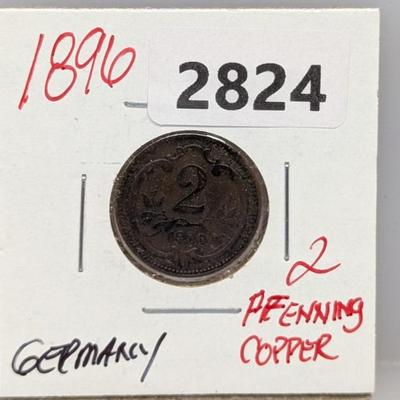 1896
2824
2
2
PFENNING
COPPER
GERMANY